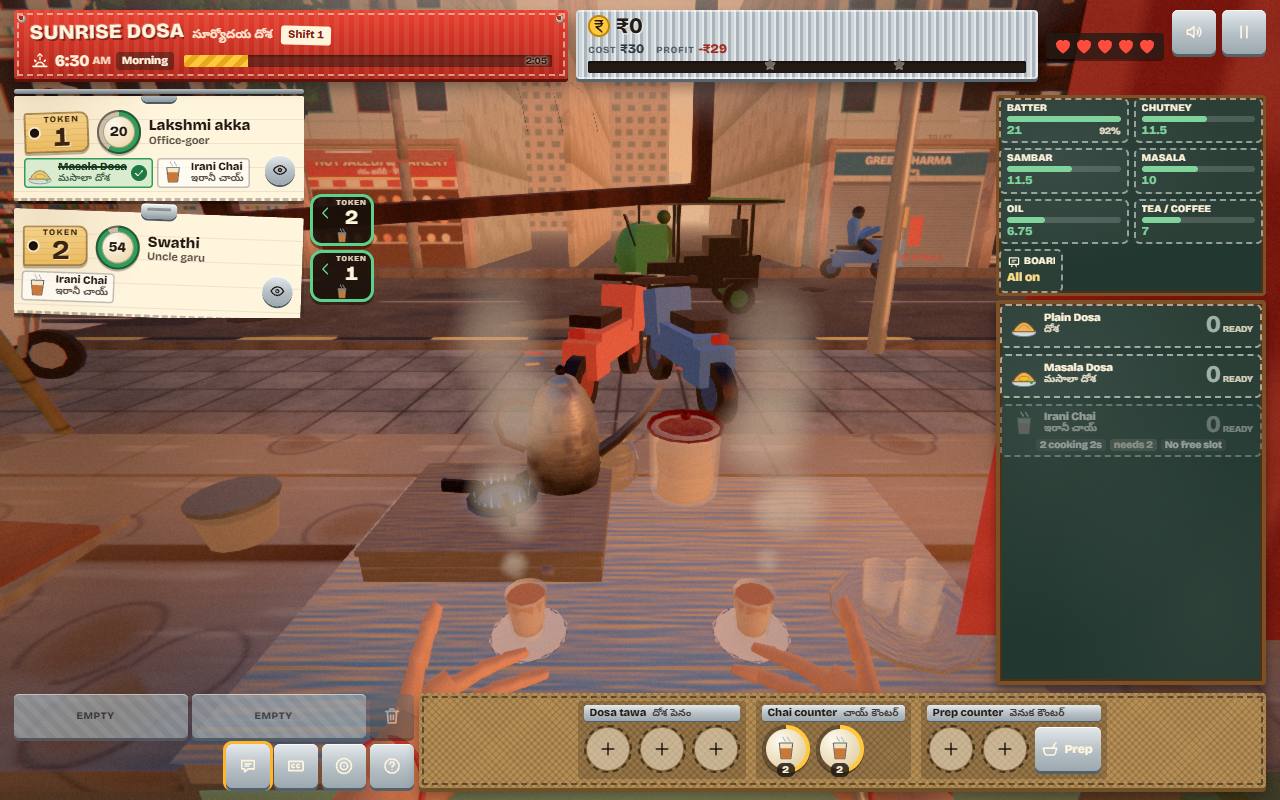 SUNRISE DOSA సూర్యోదయ దోశ Shift 1
6:30 AM Morning 2:05
₹0
COST ₹30 PROFIT -₹29
TOKEN
1
20
Lakshmi akka
Office-goer
Masala Dosa
మసాలా దోశ
Irani Chai
ఇరానీ చాయ్
TOKEN
2
54
Swathi
Uncle garu
Irani Chai
ఇరానీ చాయ్
TOKEN
2
TOKEN
1
BATTER
21 92%
CHUTNEY
11.5
SAMBAR
11.5
MASALA
10
OIL
6.75
TEA / COFFEE
7
BOARI
All on
Plain Dosa
దోశ
0 READY
Masala Dosa
మసాలా దోశ
0 READY
Irani Chai
ఇరానీ చాయ్
0 READY
2 cooking 2s needs 2 No free slot
EMPTY EMPTY
CC
Dosa tawa దోశ పెనం
Chai counter చాయ్ కౌంటర్
2 2
Prep counter వెనుక కౌంటర్
Prep